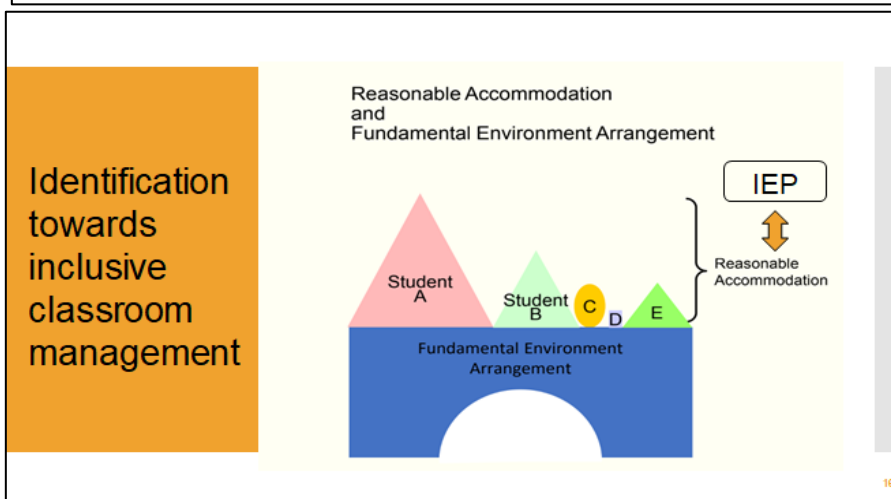 Identification
towards
inclusive
classroom
management
Reasonable Accommodation
and
Fundamental Environment Arrangement
IEP
Reasonable
Accommodation
Student
A
Student
B
C
D
E
Fundamental Environment
Arrangement